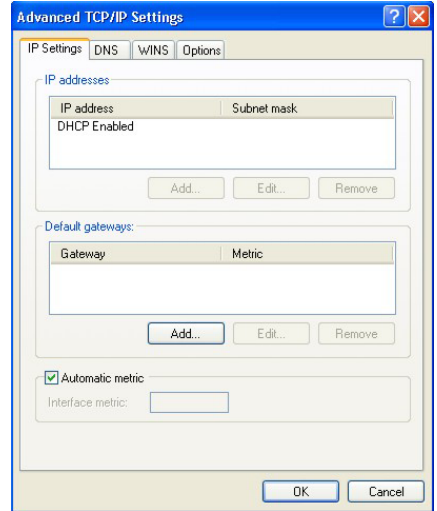 Advanced TCP/IP Settings
IP Settings DNS WINS Options
IP addresses
IP address Subnet mask
DHCP Enabled
Add... Edit... Remove
Default gateways:
Gateway Metric
Add... Edit... Remove
Automatic metric
Interface metric:
OK Cancel